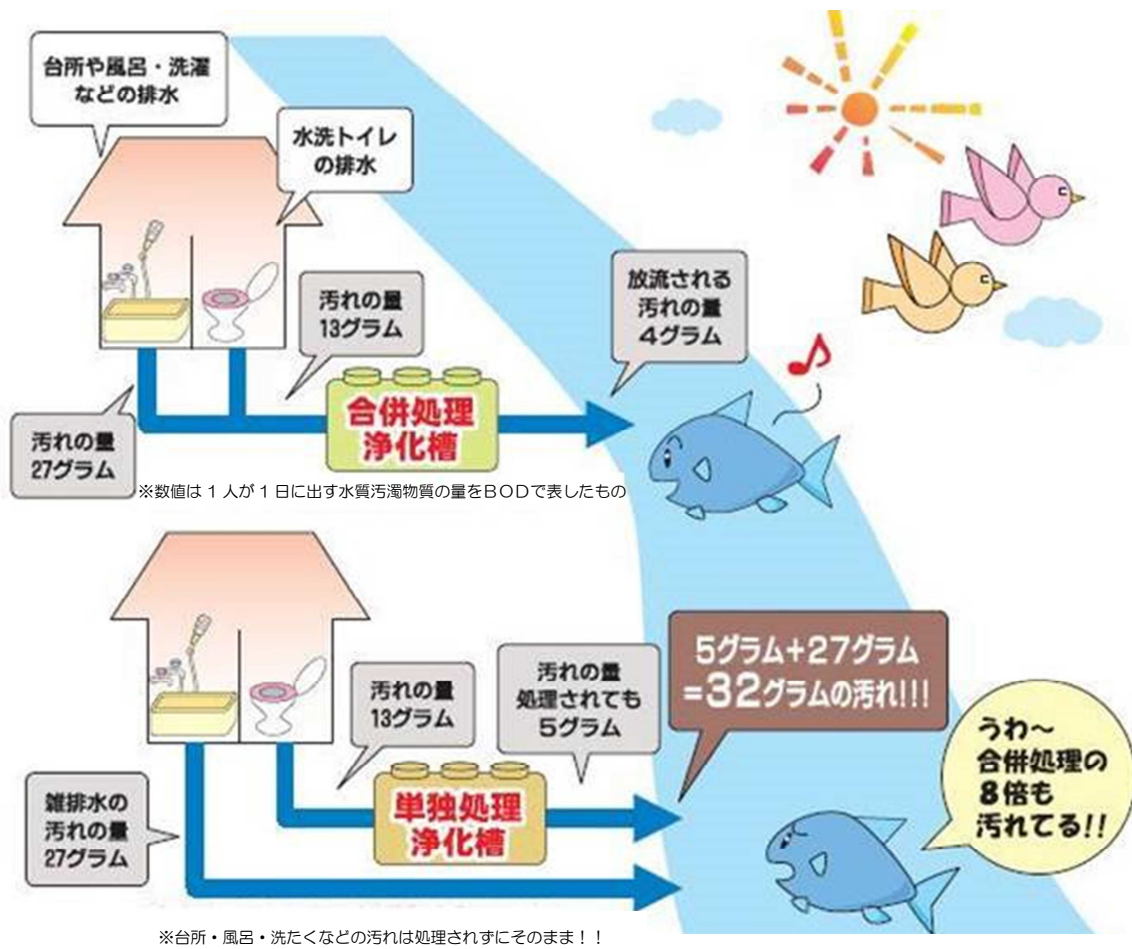 台所や風呂・洗濯
などの排水
水洗トイレ
の排水
汚れの量
13グラム
放流される
汚れの量
4グラム
合併処理
浄化槽
汚れの量
27グラム
※数値は1人が1日に出す水質汚濁物質の量をBODで表したもの
汚れの量
13グラム
汚れの量
処理されても
5グラム
5グラム+27グラム
=32グラムの汚れ!!!
うわ～
合併処理の
8倍も
汚れてる!!
単独処理
浄化槽
雑排水の
汚れの量
27グラム
※台所・風呂・洗たくなどの汚れは処理されずにそのまま！！